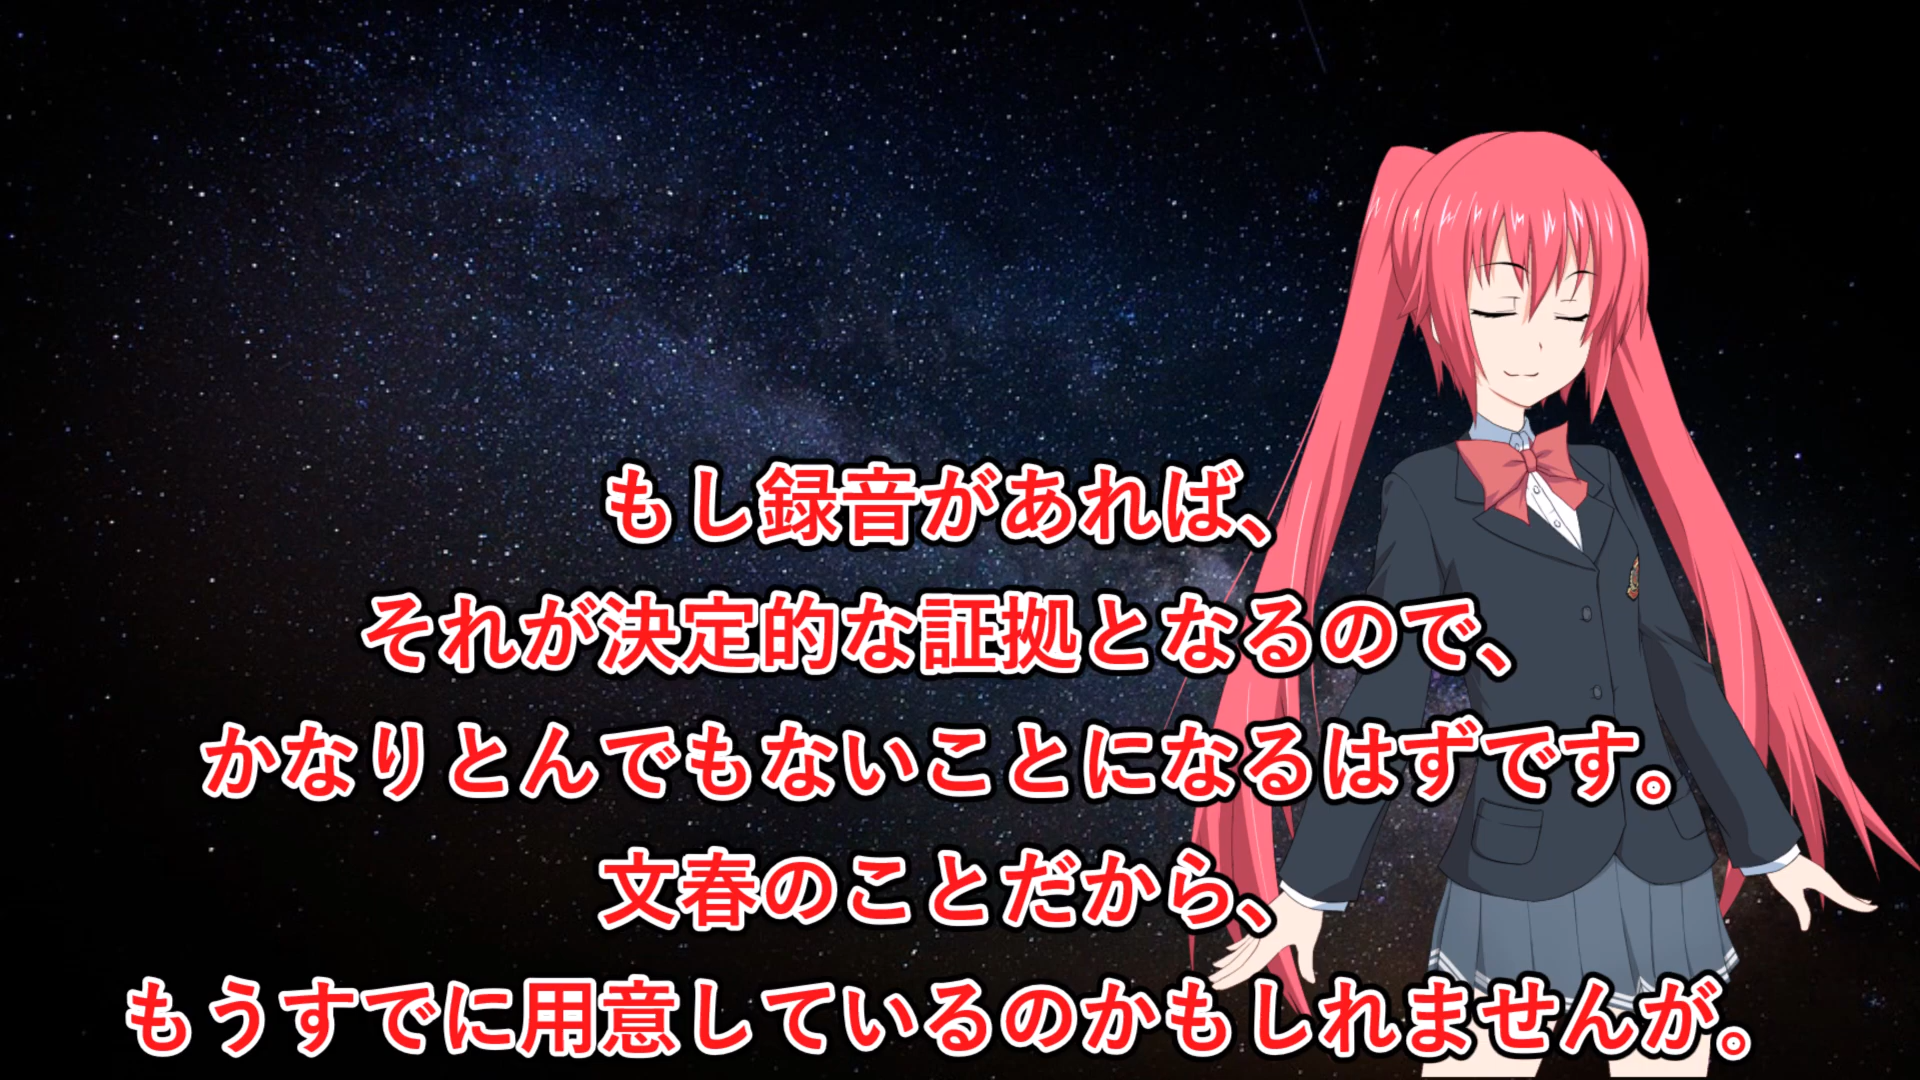 もし録音があれば、
それが決定的な証拠となるので、
かなりとんでもないことになるはずです。
文春のことだから、
もうすでに用意しているのかもしれませんが。